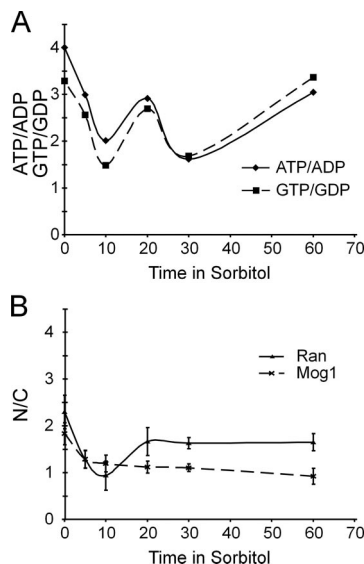 A
ATP/ADP
GTP/GDP
4
3
2
1
0
ATP/ADP
GTP/GDP
0 10 20 30 40 50 60 70
Time in Sorbitol
B
N/C
4
3
2
1
0
Ran
Mog1
0 10 20 30 40 50 60 70
Time in Sorbitol